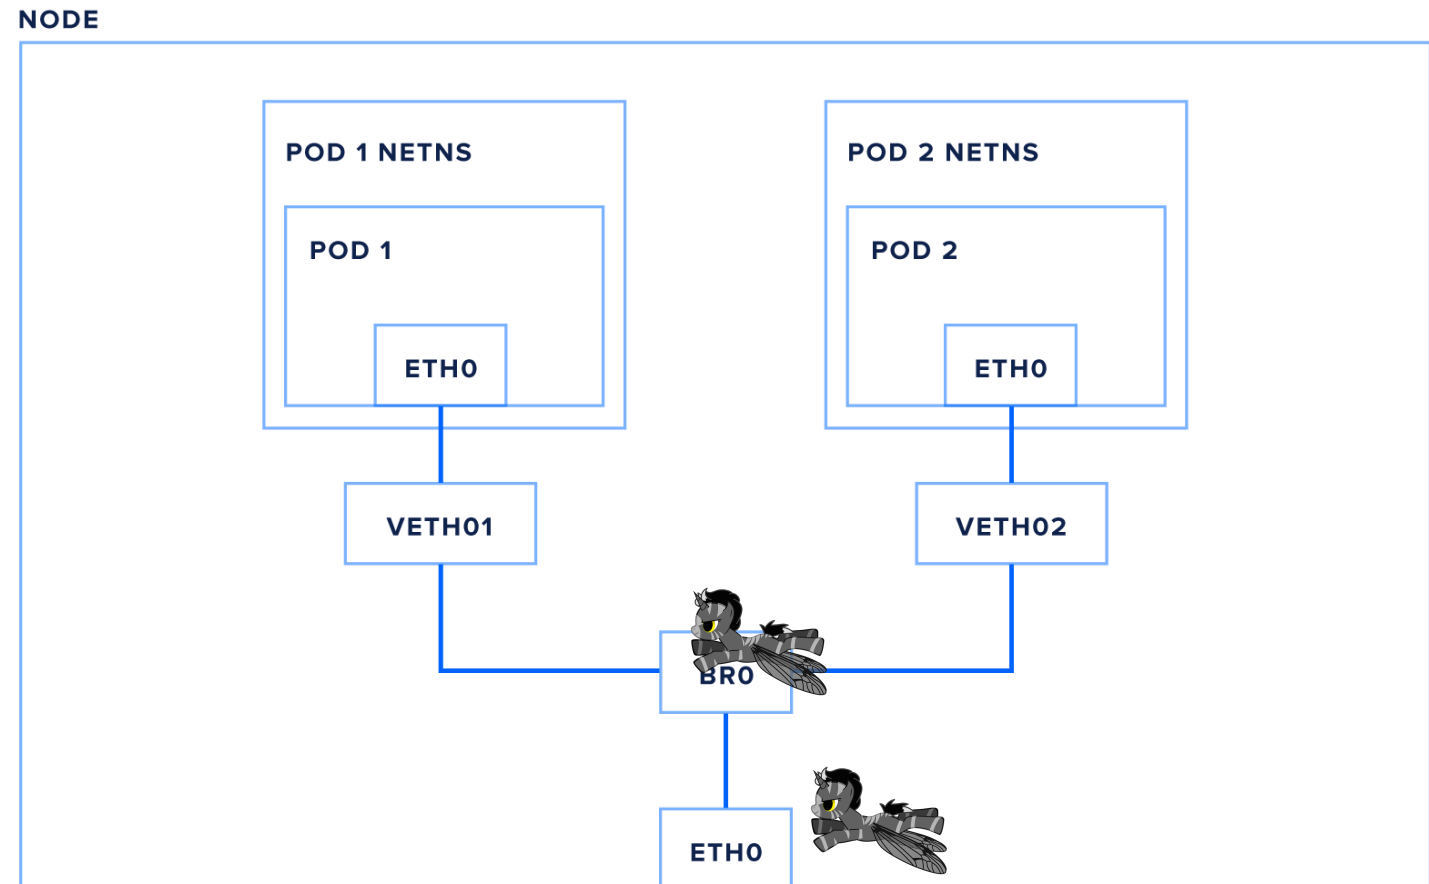 NODE
POD 1 NETNS
POD 2 NETNS
POD 1
POD 2
ETH0
ETH0
VETH01
VETH02
BR0
ETH0